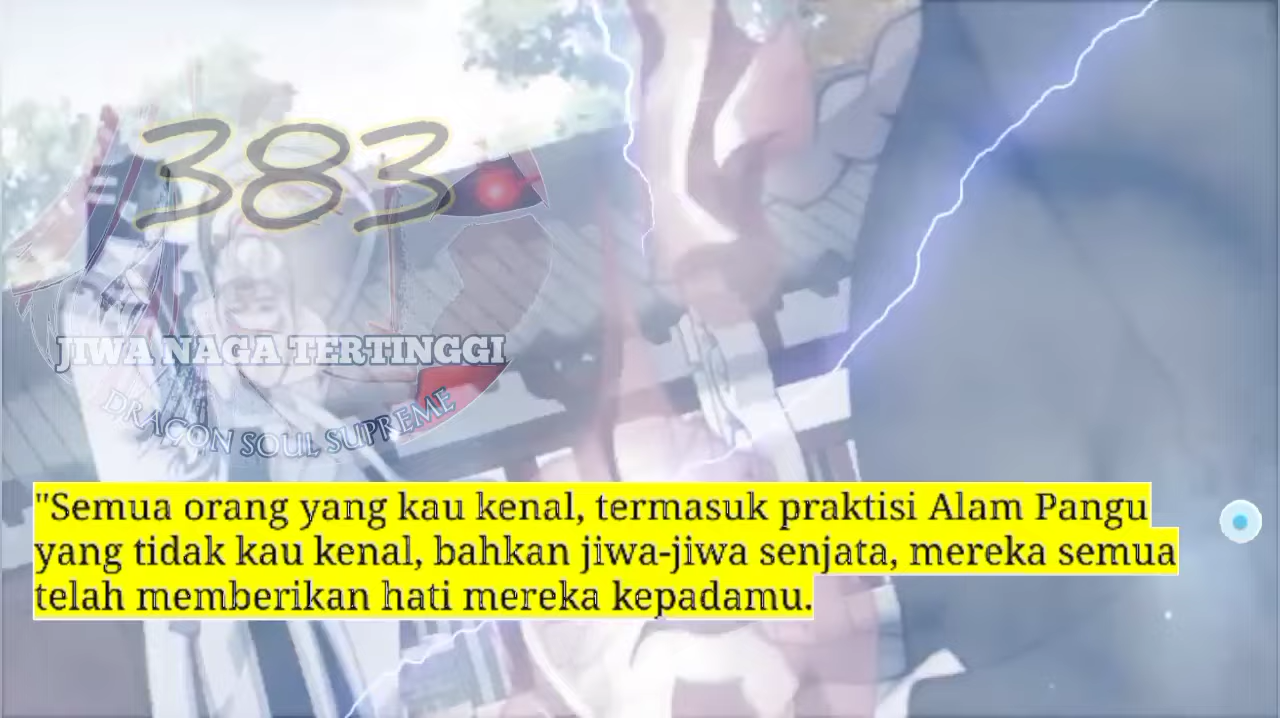 383
JIWA NAGA TERTINGGI
DRAGON SOUL SUPREME
"Semua orang yang kau kenal, termasuk praktisi Alam Pangu
yang tidak kau kenal, bahkan jiwa-jiwa senjata, mereka semua
telah memberikan hati mereka kepadamu.